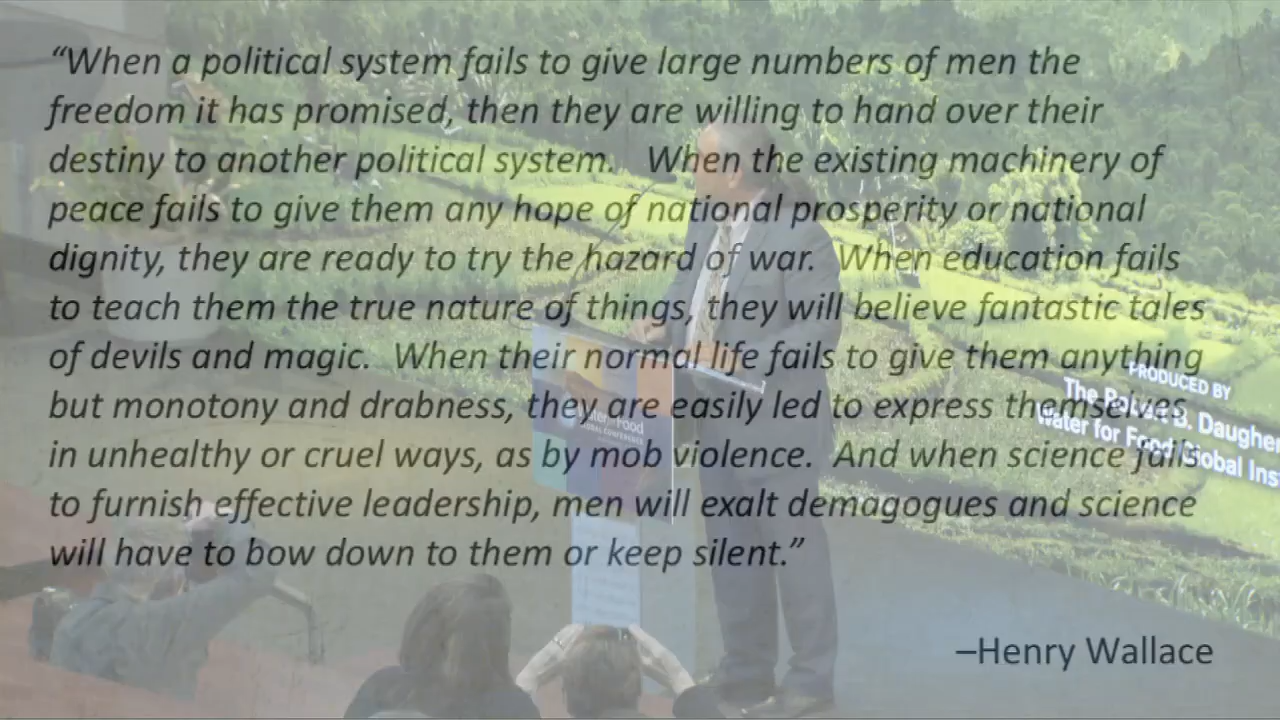 “When a political system fails to give large numbers of men the
freedom it has promised, then they are willing to hand over their
destiny to another political system.   When the existing machinery of
peace fails to give them any hope of national prosperity or national
dignity, they are ready to try the hazard of war.  When education fails
to teach them the true nature of things, they will believe fantastic tales
of devils and magic.  When their normal life fails to give them anything
but monotony and drabness, they are easily led to express themselves
in unhealthy or cruel ways, as by mob violence.  And when science fails
to furnish effective leadership, men will exalt demagogues and science
will have to bow down to them or keep silent.”
–Henry Wallace
PRODUCED BY
The Robert B. Daugher
Water for Food Global Inst
Water for Food
GLOBAL CONFERENCE